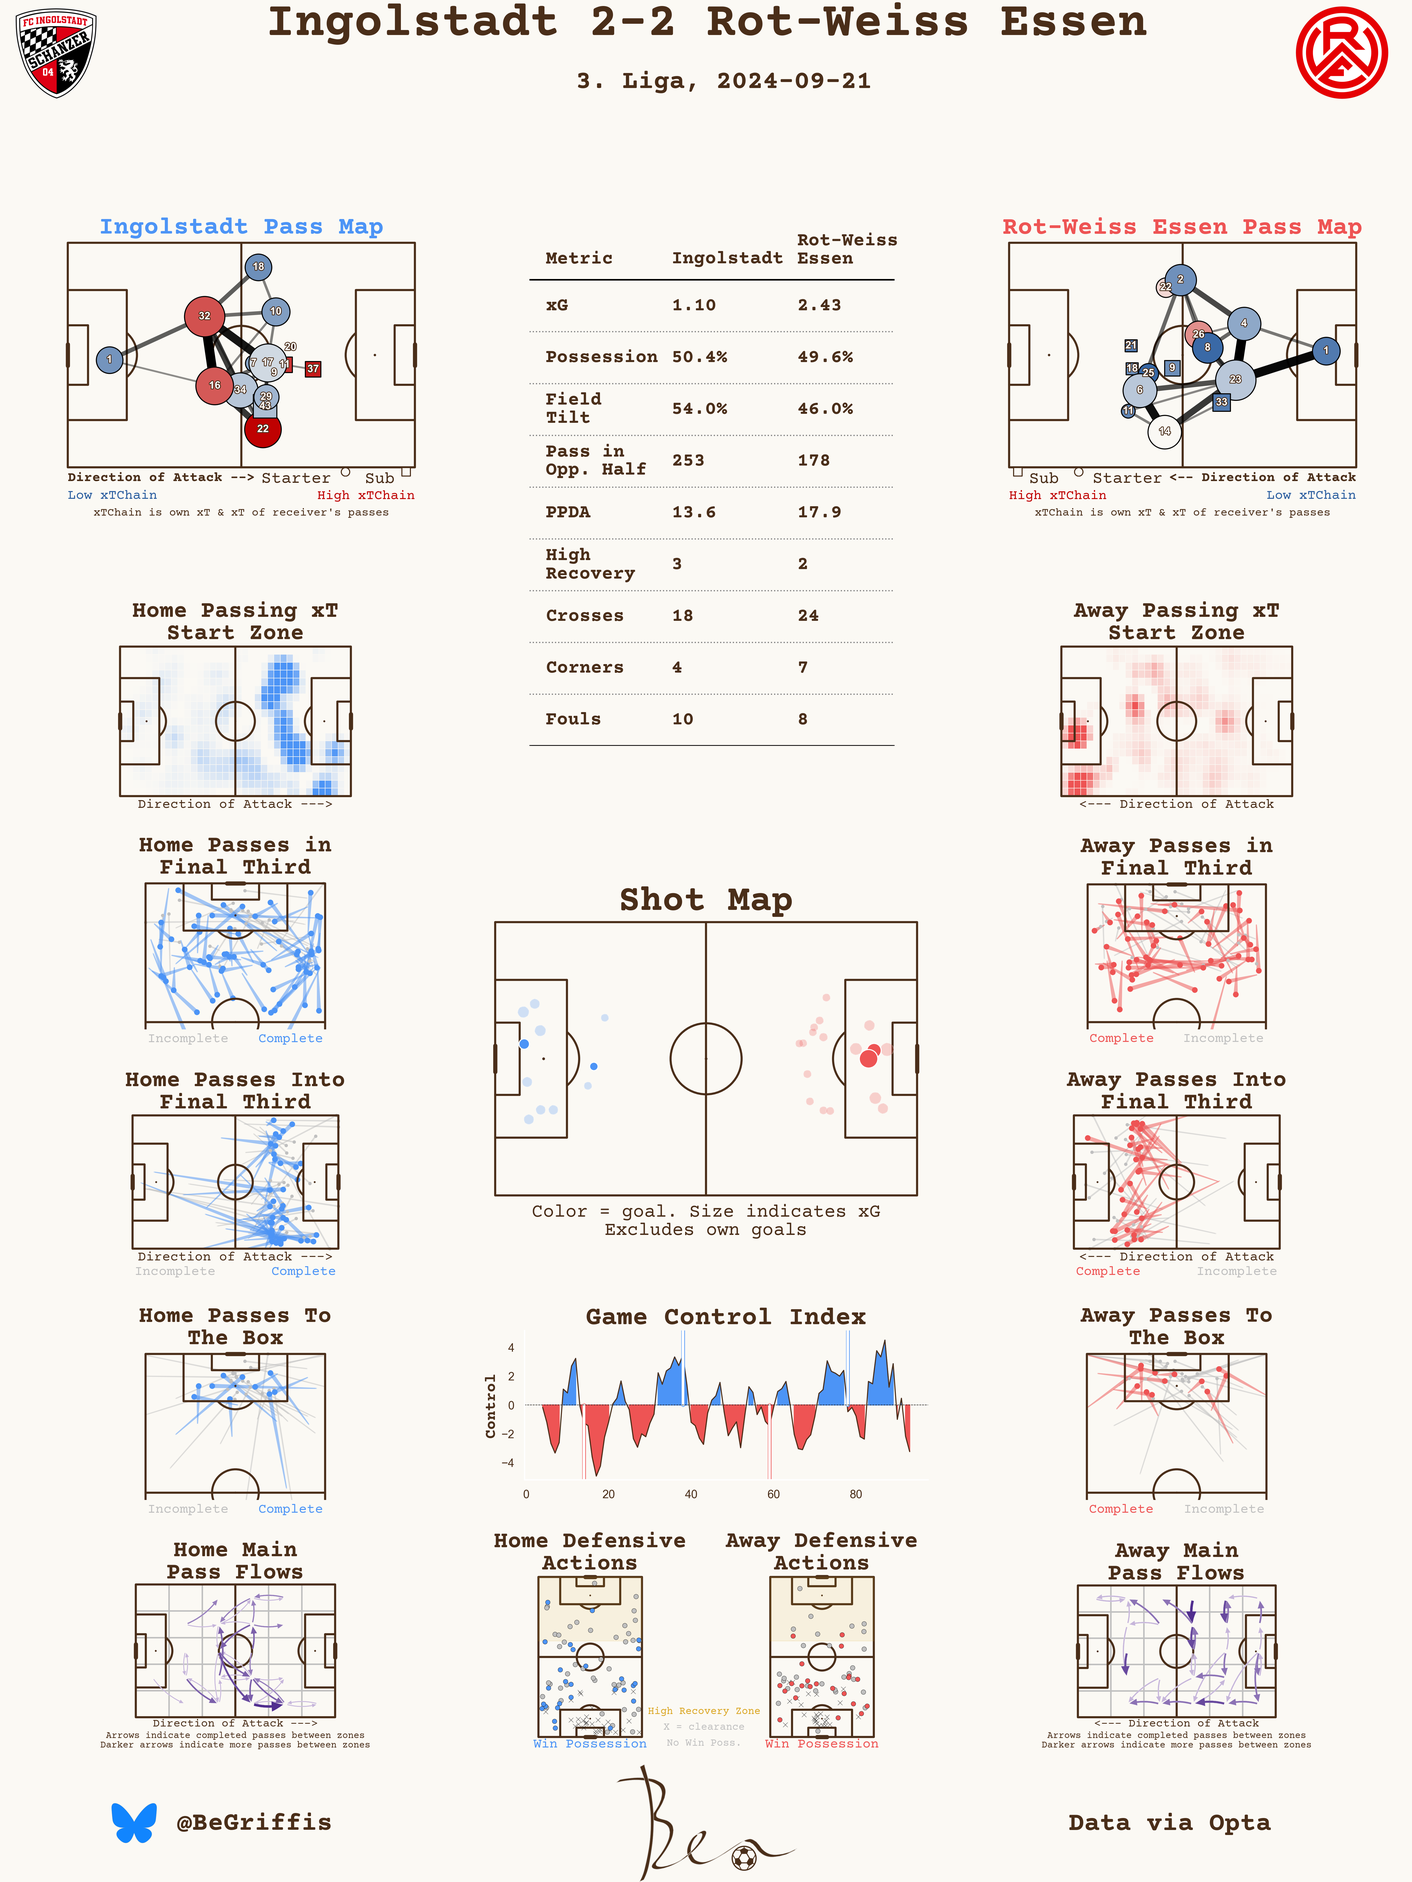 Ingolstadt 2-2 Rot-Weiss Essen
3. Liga, 2024-09-21
FC INGOLSTADT
SCHANZER
04
Ingolstadt Pass Map
18
32
10
1
20
7
17
11
9
37
16
34
29
43
22
Direction of Attack --> Starter Sub
Low xTChain High xTChain
xTChain is own xT & xT of receiver's passes
Metric Ingolstadt Rot-Weiss Essen
xG 1.10 2.43
Possession 50.4% 49.6%
Field Tilt 54.0% 46.0%
Pass in Opp. Half 253 178
PPDA 13.6 17.9
High Recovery 3 2
Crosses 18 24
Corners 4 7
Fouls 10 8
Rot-Weiss Essen Pass Map
2
22
4
26
8
21
1
18
25
9
23
6
33
11
14
Sub Starter <-- Direction of Attack
High xTChain Low xTChain
xTChain is own xT & xT of receiver's passes
Home Passing xT
Start Zone
Direction of Attack --->
Away Passing xT
Start Zone
<--- Direction of Attack
Home Passes in
Final Third
Incomplete Complete
Away Passes in
Final Third
Complete Incomplete
Shot Map
Color = goal. Size indicates xG
Excludes own goals
Home Passes Into
Final Third
Direction of Attack --->
Incomplete Complete
Away Passes Into
Final Third
<--- Direction of Attack
Complete Incomplete
Home Passes To
The Box
Incomplete Complete
Game Control Index
Control
4
2
0
−2
−4
0 20 40 60 80
Away Passes To
The Box
Complete Incomplete
Home Main
Pass Flows
Direction of Attack --->
Arrows indicate completed passes between zones
Darker arrows indicate more passes between zones
Home Defensive
Actions
Win Possession
Away Defensive
Actions
Win Possession
High Recovery Zone
X = clearance
No Win Poss.
Away Main
Pass Flows
<--- Direction of Attack
Arrows indicate completed passes between zones
Darker arrows indicate more passes between zones
@BeGriffis
Ben
Data via Opta